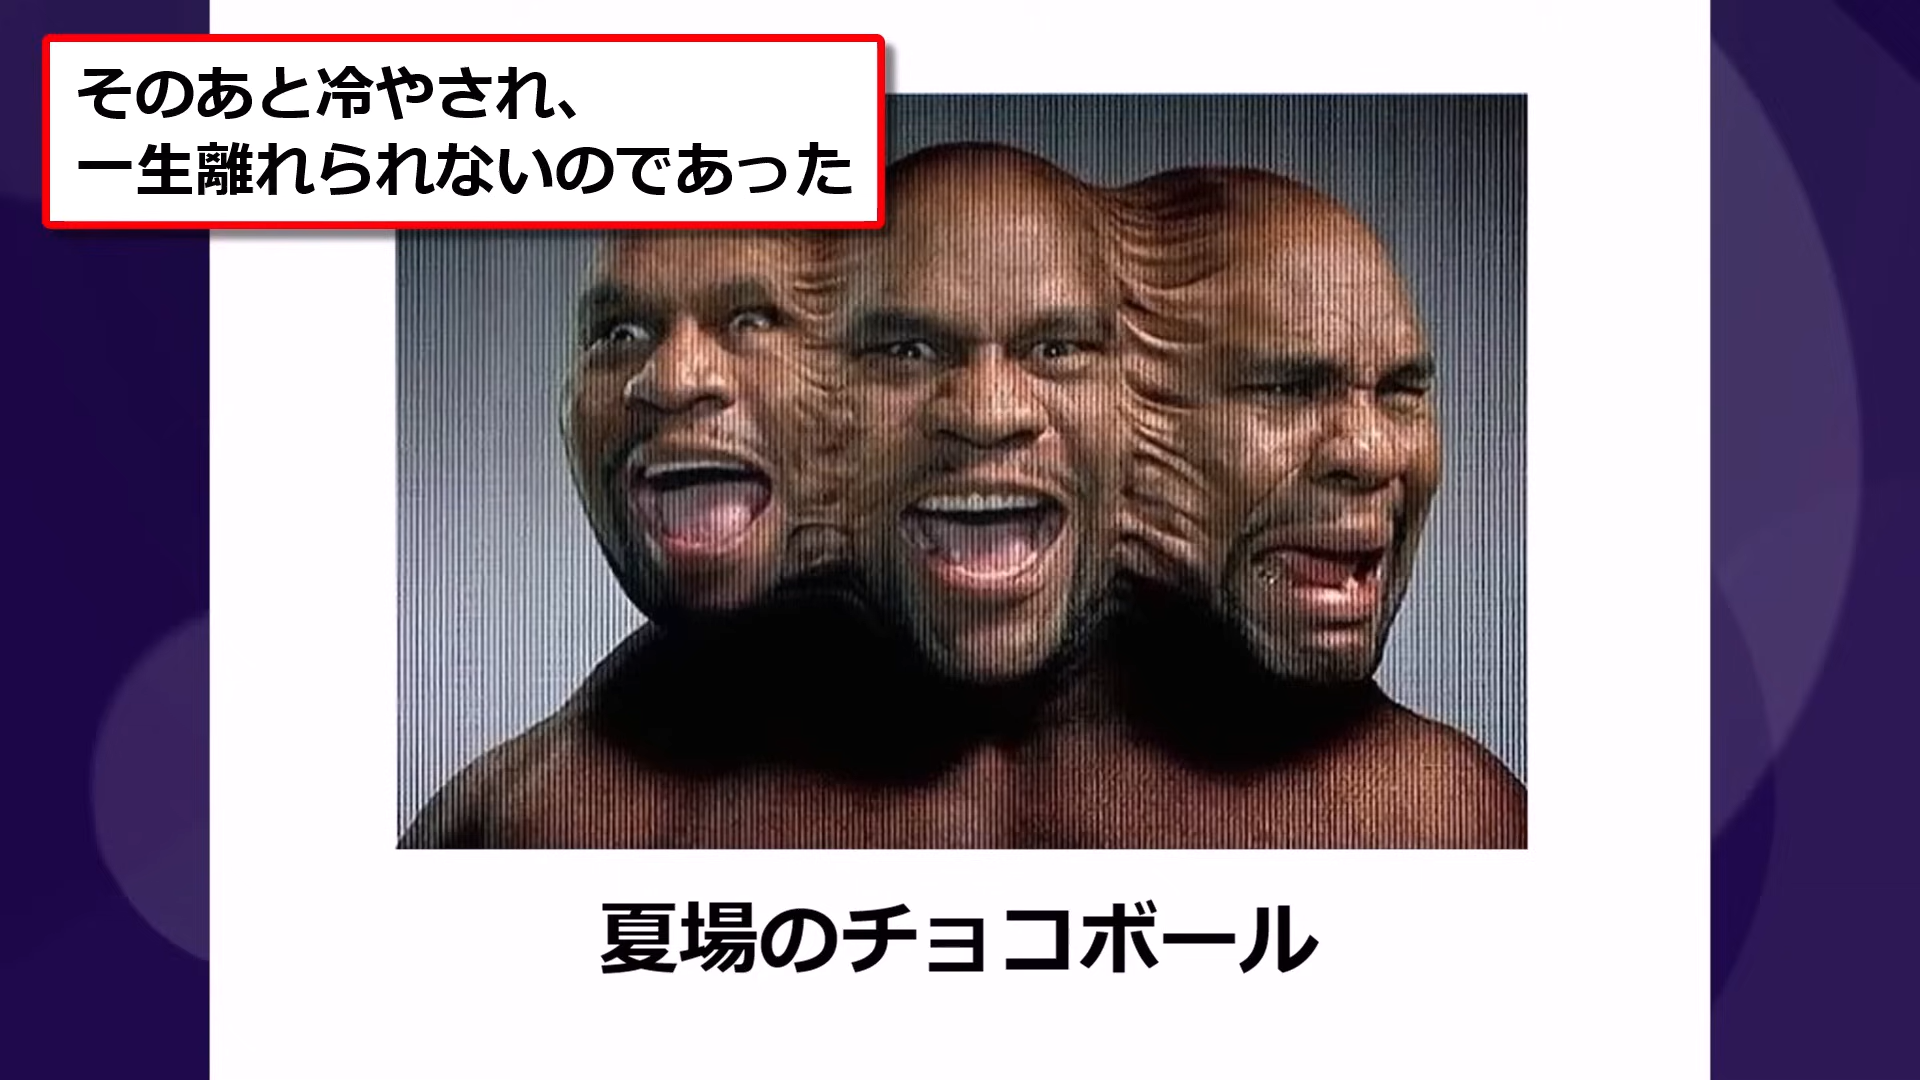 そのあと冷やされ、
一生離れられないのであった
夏場のチョコボール